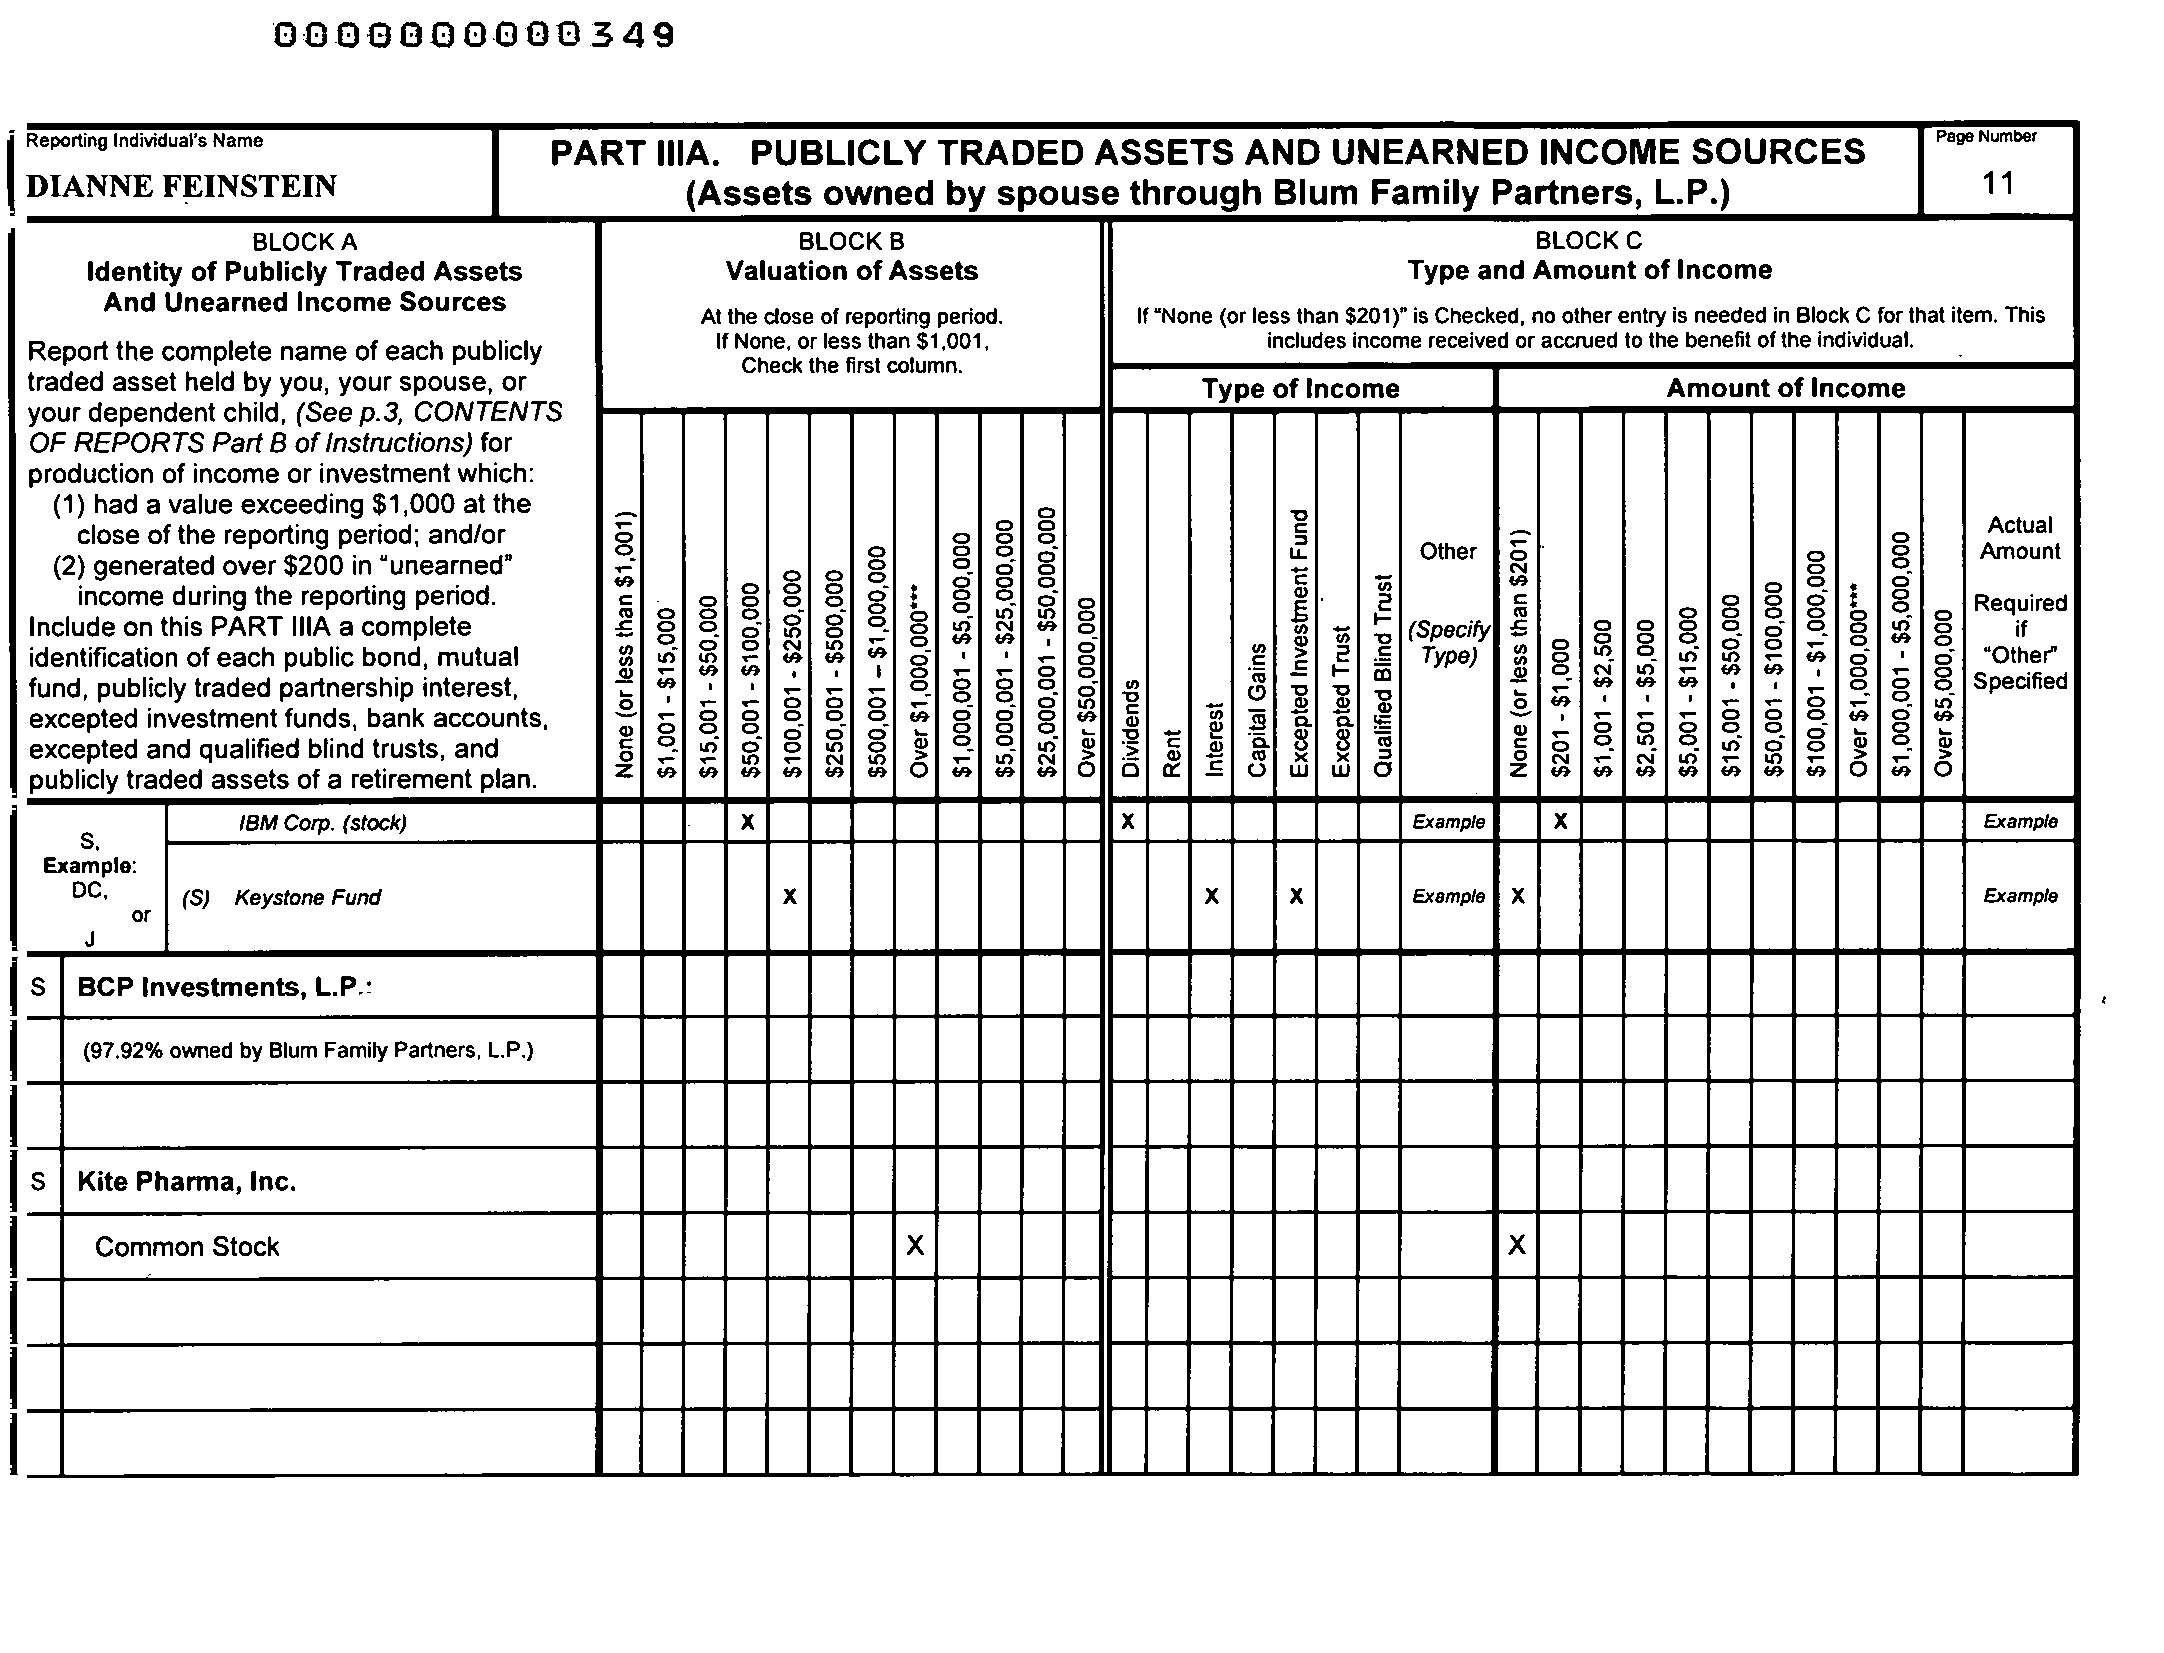 0000000000349
Reporting Individual's Name
DIANNE FEINSTEIN
PART IIIA. PUBLICLY TRADED ASSETS AND UNEARNED INCOME SOURCES
(Assets owned by spouse through Blum Family Partners, L.P.)
Page Number
11
BLOCK A
Identity of Publicly Traded Assets
And Unearned Income Sources
Report the complete name of each publicly
traded asset held by you, your spouse, or
your dependent child, (See p.3, CONTENTS
OF REPORTS Part B of Instructions) for
production of income or investment which:
(1) had a value exceeding $1,000 at the
close of the reporting period; and/or
(2) generated over $200 in "unearned"
income during the reporting period.
Include on this PART IIIA a complete
identification of each public bond, mutual
fund, publicly traded partnership interest,
excepted investment funds, bank accounts,
excepted and qualified blind trusts, and
publicly traded assets of a retirement plan.
BLOCK B
Valuation of Assets
At the close of reporting period.
If None, or less than $1,001,
Check the first column.
None (or less than $1,001)
$1,001 - $15,000
$15,001 - $50,000
$50,001 - $100,000
$100,001 - $250,000
$250,001 - $500,000
$500,001 – $1,000,000
Over $1,000,000***
$1,000,001 - $5,000,000
$5,000,001 - $25,000,000
$25,000,001 - $50,000,000
Over $50,000,000
BLOCK C
Type and Amount of Income
If "None (or less than $201)" is Checked, no other entry is needed in Block C for that item. This
includes income received or accrued to the benefit of the individual.
Type of Income
Dividends
Rent
Interest
Capital Gains
Excepted Investment Fund
Excepted Trust
Qualified Blind Trust
Other
(Specify
Type)
Amount of Income
None (or less than $201)
$201 - $1,000
$1,001 - $2,500
$2,501 - $5,000
$5,001 - $15,000
$15,001 - $50,000
$50,001 - $100,000
$100,001 - $1,000,000
Over $1,000,000***
$1,000,001 - $5,000,000
Over $5,000,000
Actual
Amount
Required
if
"Other"
Specified
S,
Example:
DC,
or
J
IBM Corp. (stock) X X Example X Example
(S) Keystone Fund X X X Example X Example
S BCP Investments, L.P.:
(97.92% owned by Blum Family Partners, L.P.)
S Kite Pharma, Inc.
Common Stock X X